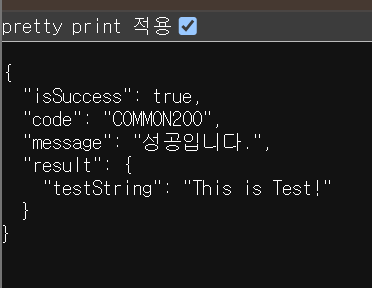 pretty print 적용
{
  "isSuccess": true,
  "code": "COMMON200",
  "message": "성공입니다.",
  "result": {
    "testString": "This is Test!"
  }
}